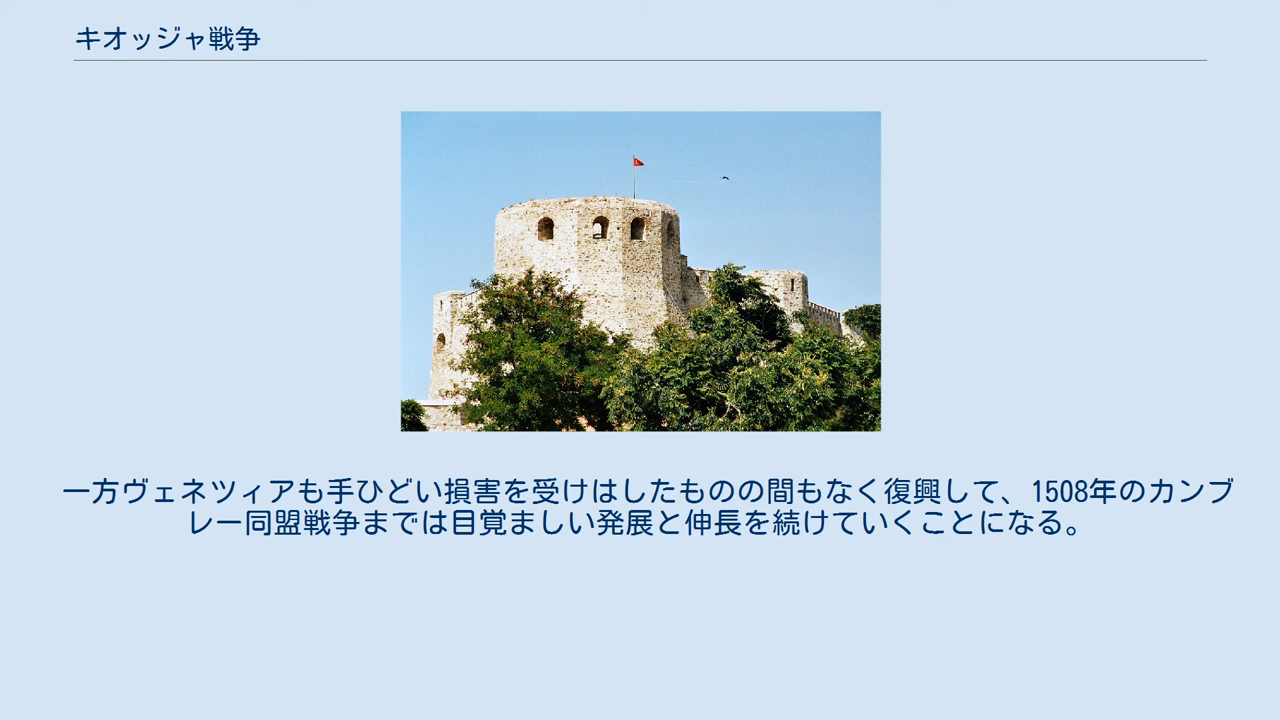 キオッジャ戦争
一方ヴェネツィアも手ひどい損害を受けはしたものの間もなく復興して、1508年のカンブ
レー同盟戦争までは目覚ましい発展と伸長を続けていくことになる。